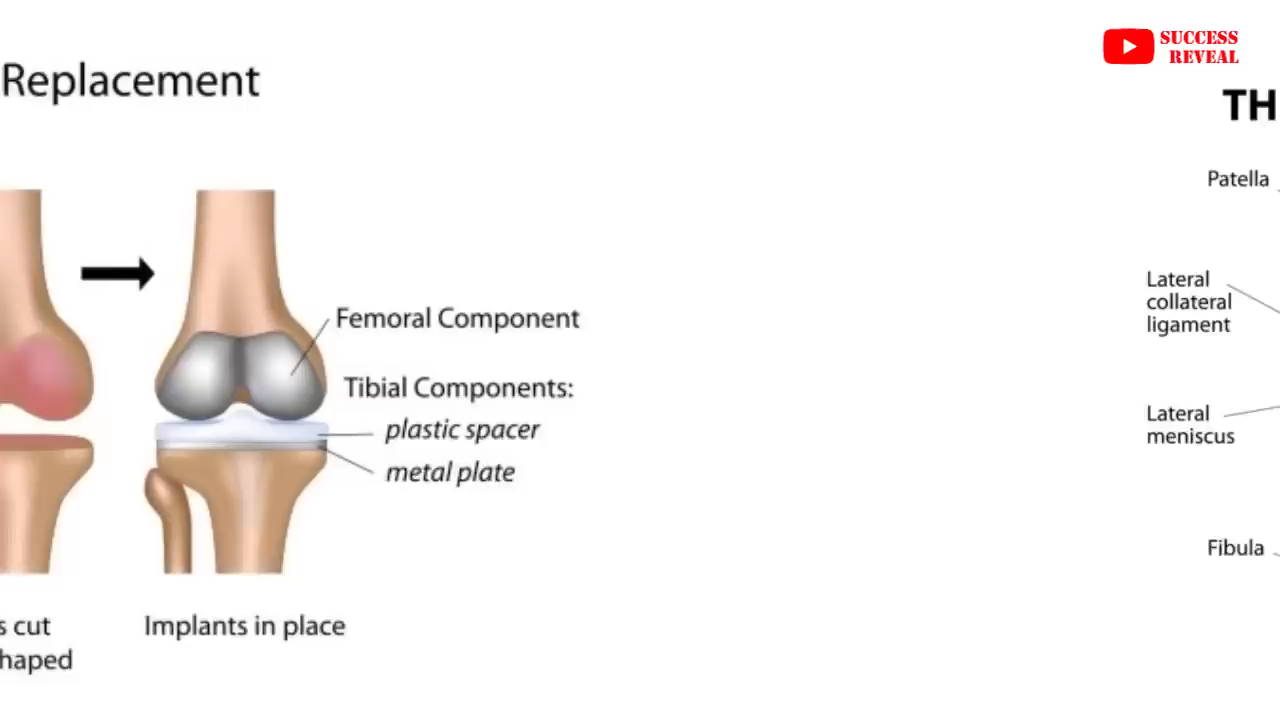 Replacement
Femoral Component
Tibial Components:
plastic spacer
metal plate
s cut
haped
Implants in place
SUCCESS
REVEAL
TH
Patella
Lateral
collateral
ligament
Lateral
meniscus
Fibula